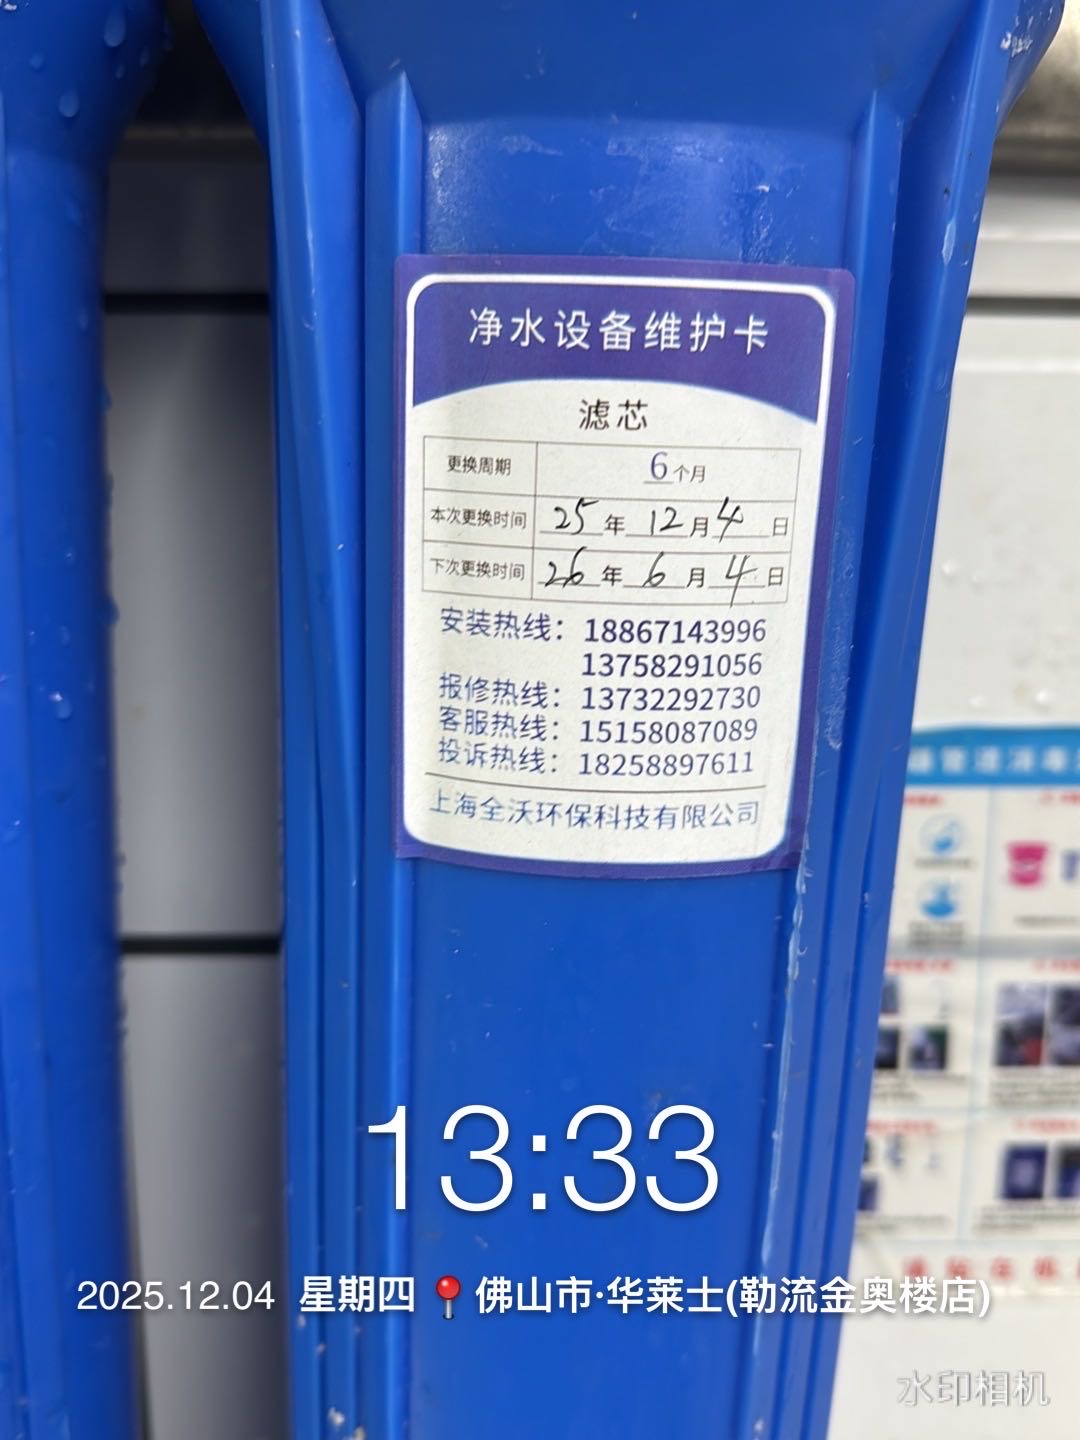 净水设备维护卡
滤芯
更换周期 6个月
本次更换时间 25年12月4日
下次更换时间 26年6月4日
安装热线：18867143996
13758291056
报修热线：13732292730
客服热线：15158087089
投诉热线：18258897611
上海全沃环保科技有限公司
13:33
2025.12.04 星期四 佛山市·华莱士(勒流金奥楼店)
水印相机